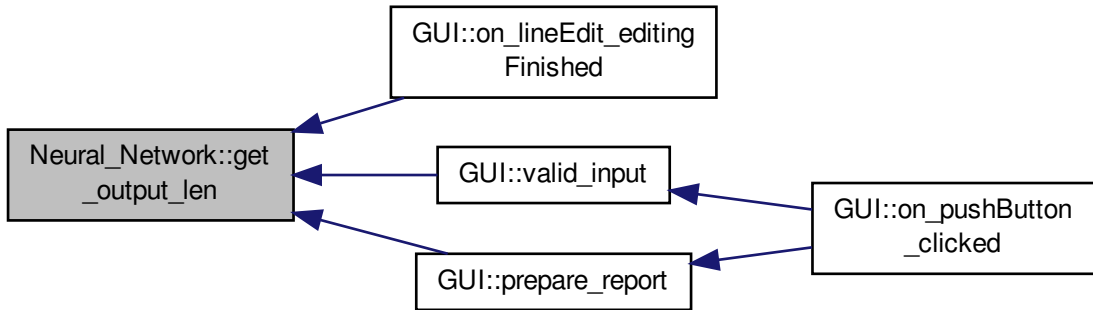 GUI::on_lineEdit_editing
Finished
Neural_Network::get
_output_len
GUI::valid_input
GUI::on_pushButton
_clicked
GUI::prepare_report